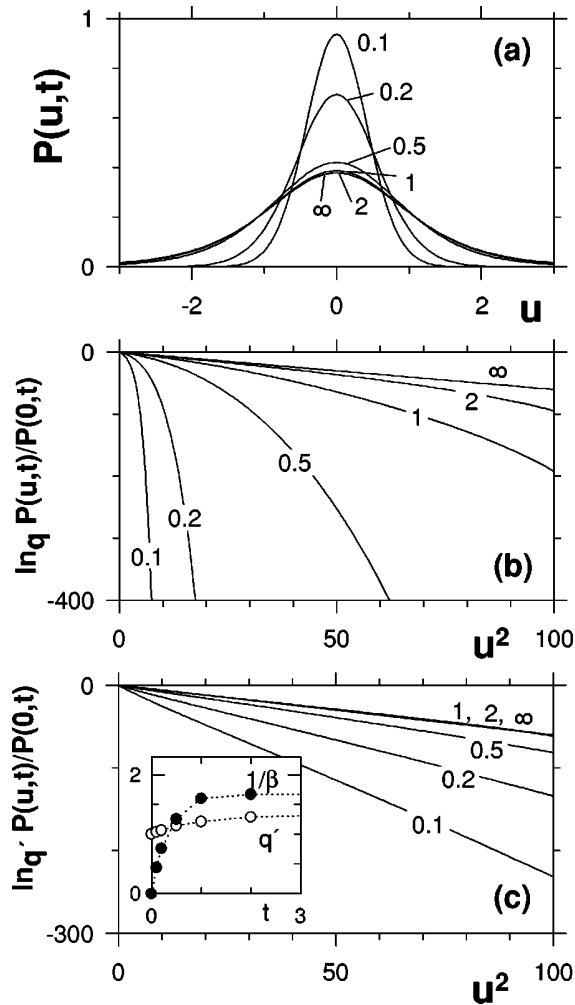 1
(a)
0.1
P(u,t)
0.2
0.5
1
∞
2
0
-2
0
2
u
0
∞
2
1
ln_q P(u,t)/P(0,t)
0.5
0.2
0.1
(b)
-400
0
50
100
u²
0
1, 2, ∞
0.5
ln_q´ P(u,t)/P(0,t)
0.2
0.1
2
1/β
q´
0
0
t
3
(c)
-300
0
50
100
u²